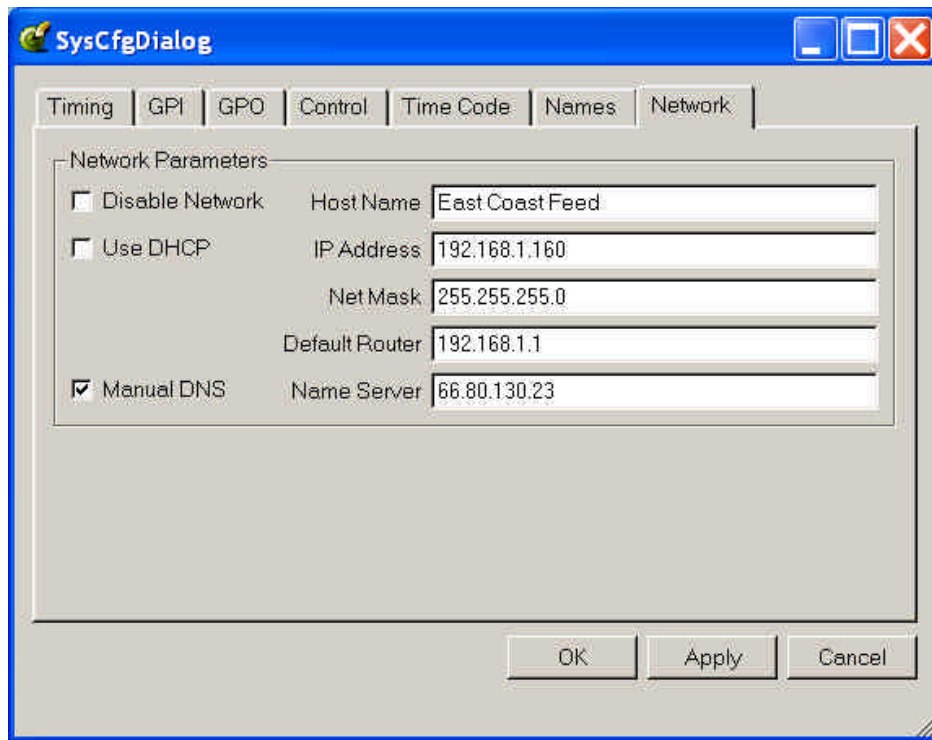 SysCfgDialog
Timing GPI GPO Control Time Code Names Network
Network Parameters
Disable Network Host Name East Coast Feed
Use DHCP IP Address 192.168.1.160
Net Mask 255.255.255.0
Default Router 192.168.1.1
Manual DNS Name Server 66.80.130.23
OK Apply Cancel